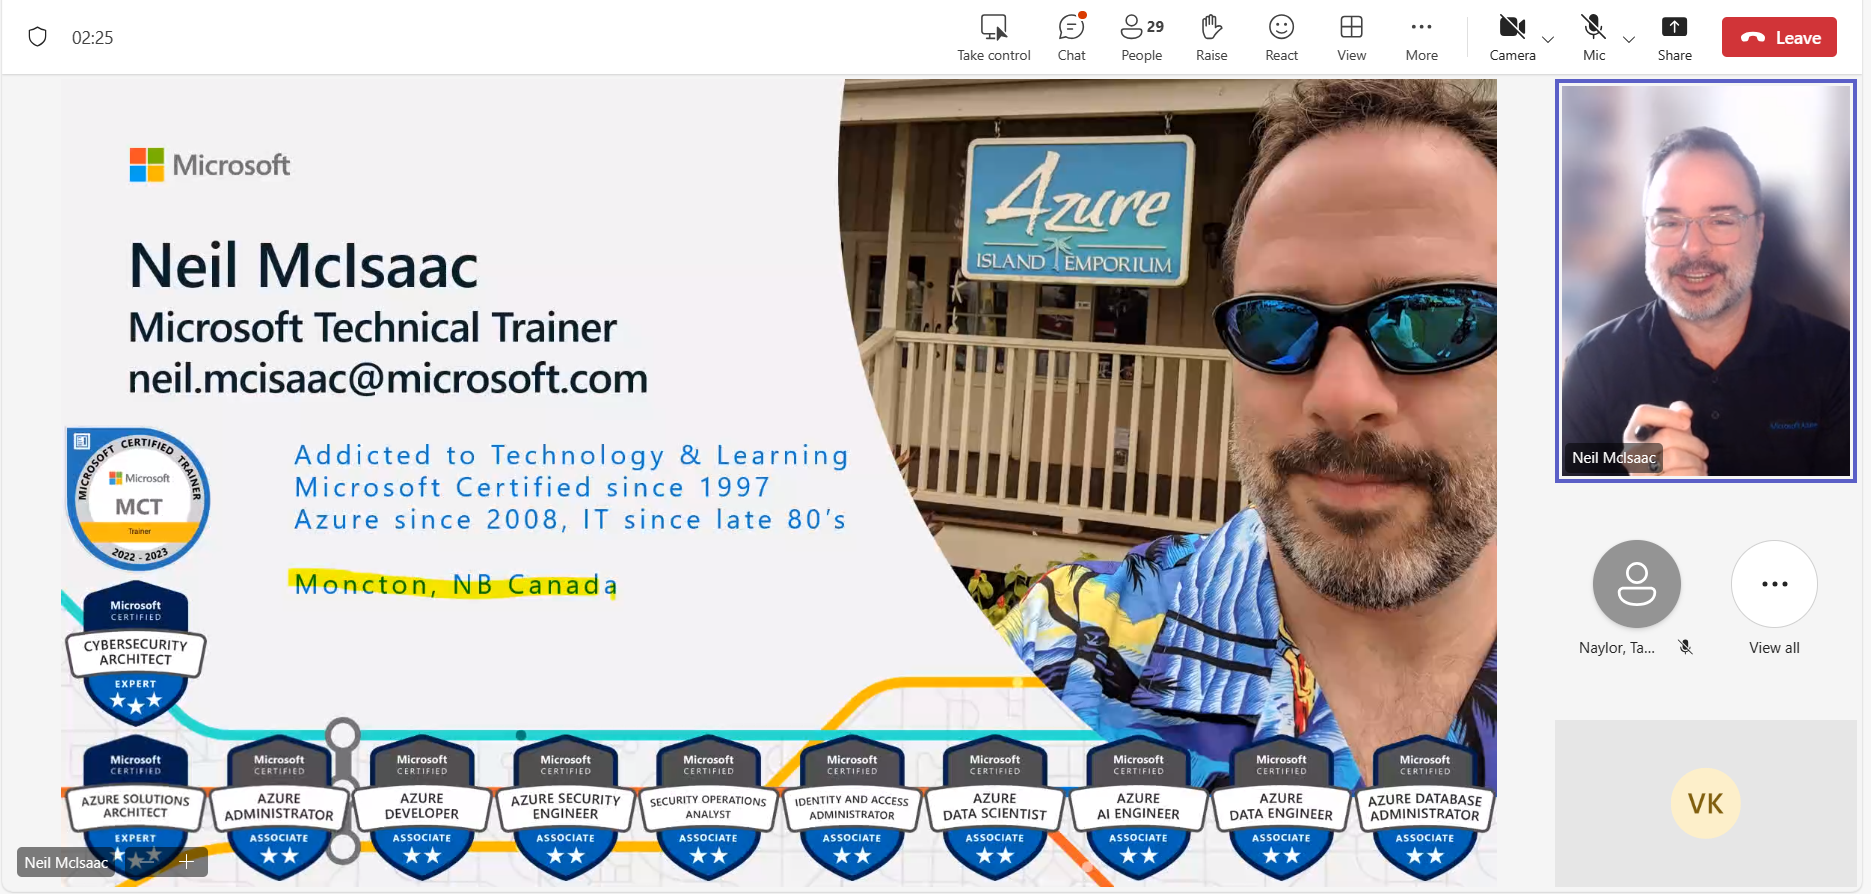 02:25
Take control
Chat
29
People
Raise
React
View
More
Camera
Mic
Share
Leave
Microsoft
Neil McIsaac
Microsoft Technical Trainer
neil.mcisaac@microsoft.com
Addicted to Technology & Learning
Microsoft Certified since 1997
Azure since 2008, IT since late 80's
Moncton, NB Canada
MICROSOFT CERTIFIED TRAINER
Microsoft
MCT
Trainer
2022 - 2023
Azure
ISLAND EMPORIUM
Microsoft
CERTIFIED
CYBERSECURITY
ARCHITECT
EXPERT
Microsoft
CERTIFIED
AZURE SOLUTIONS
ARCHITECT
EXPERT
Microsoft
CERTIFIED
AZURE
ADMINISTRATOR
ASSOCIATE
Microsoft
CERTIFIED
AZURE
DEVELOPER
ASSOCIATE
Microsoft
CERTIFIED
AZURE SECURITY
ENGINEER
ASSOCIATE
Microsoft
CERTIFIED
SECURITY OPERATIONS
ANALYST
ASSOCIATE
Microsoft
CERTIFIED
IDENTITY AND ACCESS
ADMINISTRATOR
ASSOCIATE
Microsoft
CERTIFIED
AZURE
DATA SCIENTIST
ASSOCIATE
Microsoft
CERTIFIED
AZURE
AI ENGINEER
ASSOCIATE
Microsoft
CERTIFIED
AZURE
DATA ENGINEER
ASSOCIATE
Microsoft
CERTIFIED
AZURE DATABASE
ADMINISTRATOR
ASSOCIATE
Neil McIsaac
Neil McIsaac
Naylor, Ta...
View all
VK